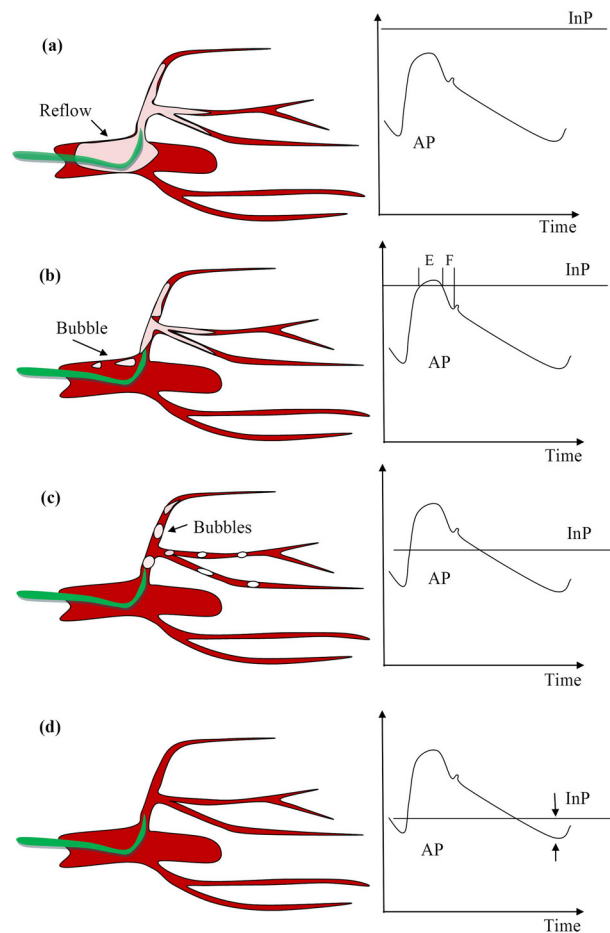 (a)
Reflow
InP
AP
Time
(b)
Bubble
E F
InP
AP
Time
(c)
Bubbles
InP
AP
Time
(d)
InP
AP
Time